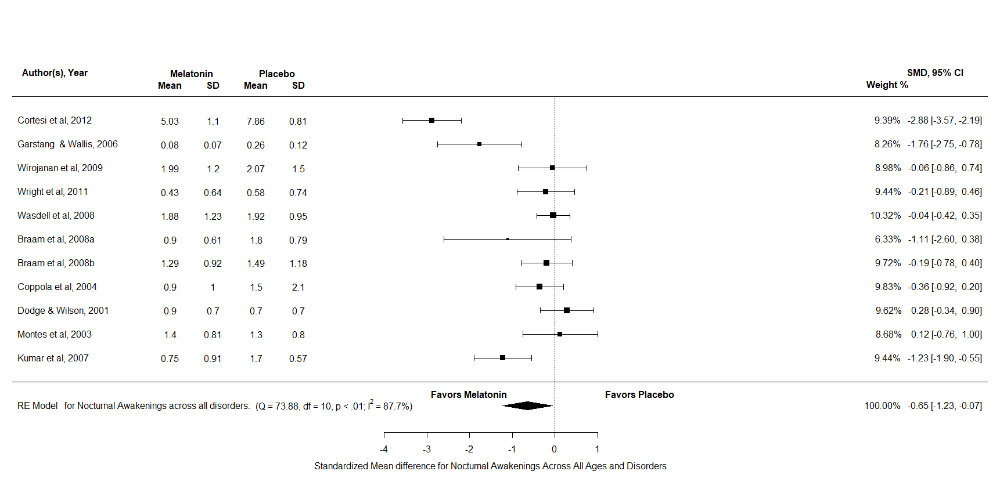 Author(s), Year Melatonin Placebo SMD, 95% CI
Mean SD Mean SD Weight %
Cortesi et al, 2012 5.03 1.1 7.86 0.81 9.39% -2.88 [-3.57, -2.19]
Garstang & Wallis, 2006 0.08 0.07 0.26 0.12 8.26% -1.76 [-2.75, -0.78]
Wirojanan et al, 2009 1.99 1.2 2.07 1.5 8.98% -0.06 [-0.86, 0.74]
Wright et al, 2011 0.43 0.64 0.58 0.74 9.44% -0.21 [-0.89, 0.46]
Wasdell et al, 2008 1.88 1.23 1.92 0.95 10.32% -0.04 [-0.42, 0.35]
Braam et al, 2008a 0.9 0.61 1.8 0.79 6.33% -1.11 [-2.60, 0.38]
Braam et al, 2008b 1.29 0.92 1.49 1.18 9.72% -0.19 [-0.78, 0.40]
Coppola et al, 2004 0.9 1 1.5 2.1 9.83% -0.36 [-0.92, 0.20]
Dodge & Wilson, 2001 0.9 0.7 0.7 0.7 9.62% 0.28 [-0.34, 0.90]
Montes et al, 2003 1.4 0.81 1.3 0.8 8.68% 0.12 [-0.76, 1.00]
Kumar et al, 2007 0.75 0.91 1.7 0.57 9.44% -1.23 [-1.90, -0.55]
Favors Melatonin Favors Placebo
RE Model for Nocturnal Awakenings across all disorders: (Q = 73.88, df = 10, p < .01; I² = 87.7%) 100.00% -0.65 [-1.23, -0.07]
-4 -3 -2 -1 0 1
Standardized Mean difference for Nocturnal Awakenings Across All Ages and Disorders